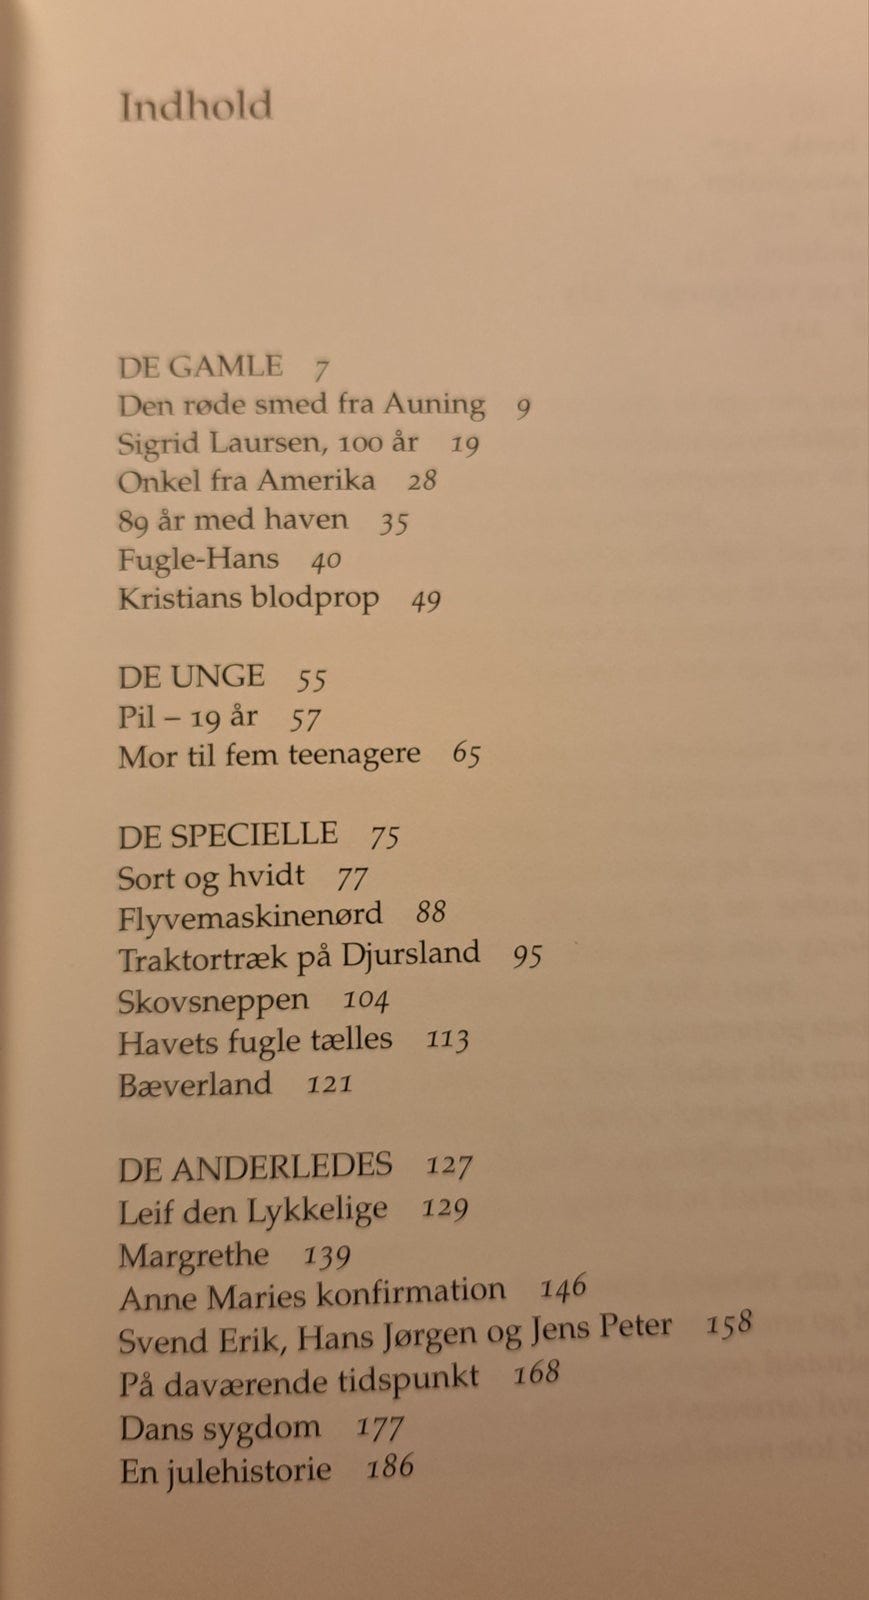 Indhold
DE GAMLE 7
Den røde smed fra Auning 9
Sigrid Laursen, 100 år 19
Onkel fra Amerika 28
89 år med haven 35
Fugle-Hans 40
Kristians blodprop 49
DE UNGE 55
Pil – 19 år 57
Mor til fem teenagere 65
DE SPECIELLE 75
Sort og hvidt 77
Flyvemaskinenørd 88
Traktortræk på Djursland 95
Skovsneppen 104
Havets fugle tælles 113
Bæverland 121
DE ANDERLEDES 127
Leif den Lykkelige 129
Margrethe 139
Anne Maries konfirmation 146
Svend Erik, Hans Jørgen og Jens Peter 158
På daværende tidspunkt 168
Dans sygdom 177
En julehistorie 186